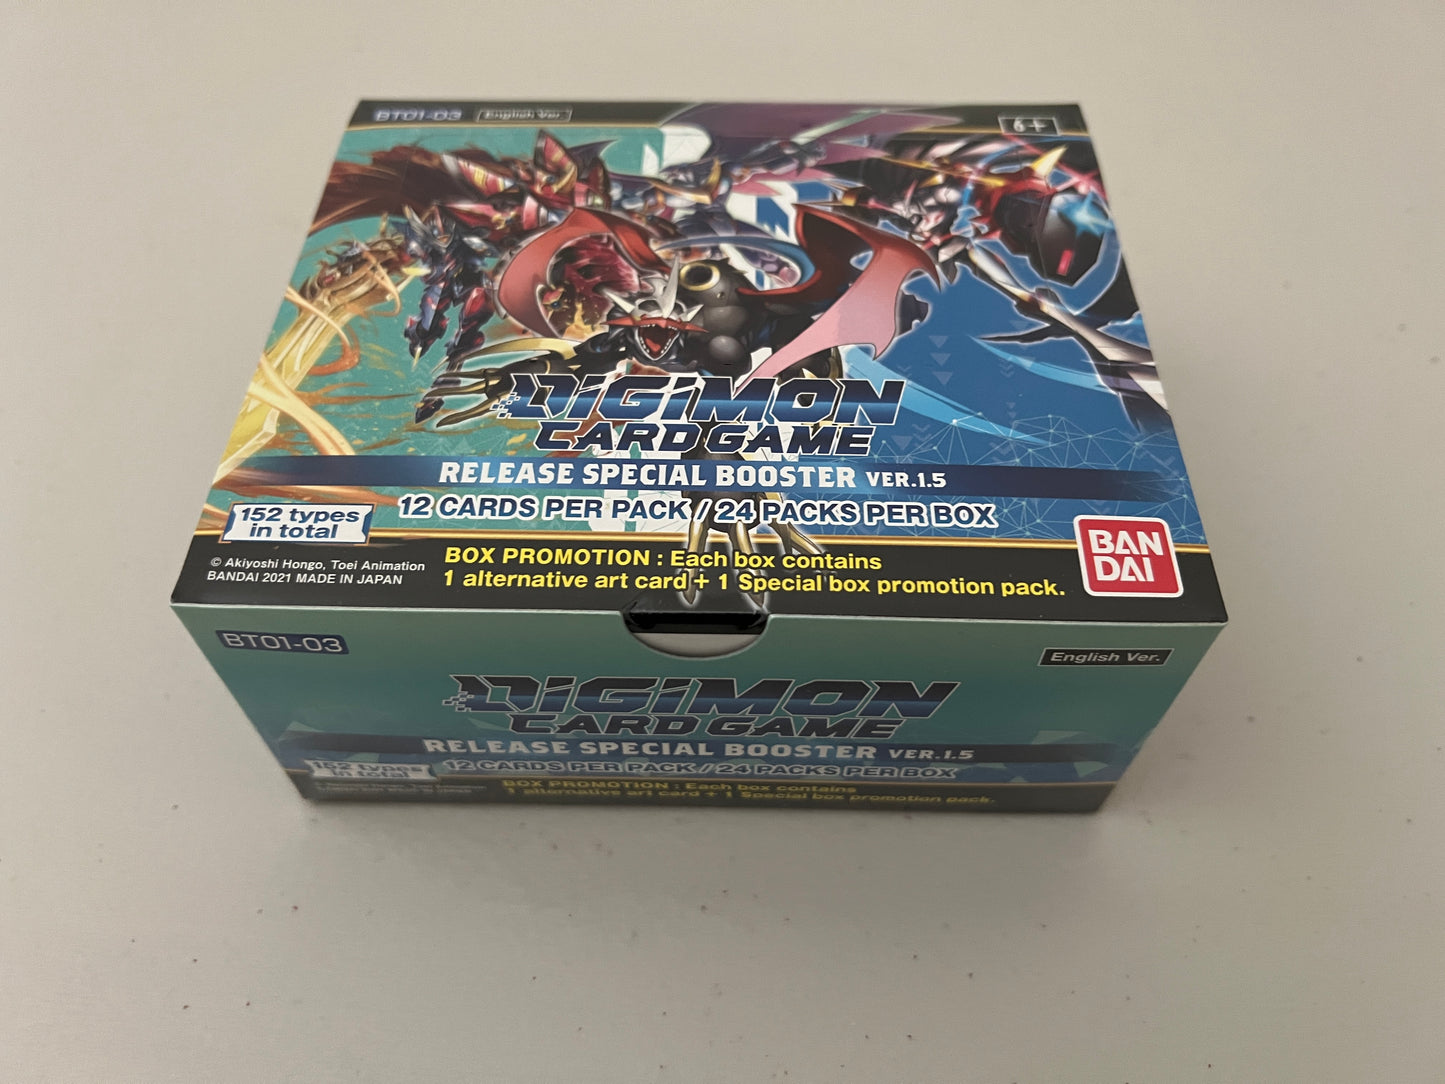 BT01-03 English Ver.
6+
DIGIMON
CARD GAME
RELEASE SPECIAL BOOSTER VER.1.5
12 CARDS PER PACK / 24 PACKS PER BOX
152 types
in total
© Akiyoshi Hongo, Toei Animation
BANDAI 2021 MADE IN JAPAN
BOX PROMOTION : Each box contains
1 alternative art card + 1 Special box promotion pack.
BAN
DAI
BT01-03
English Ver.
DIGIMON
CARD GAME
RELEASE SPECIAL BOOSTER VER.1.5
152 types
in total
12 CARDS PER PACK / 24 PACKS PER BOX
BOX PROMOTION : Each box contains
1 alternative art card + 1 Special box promotion pack.